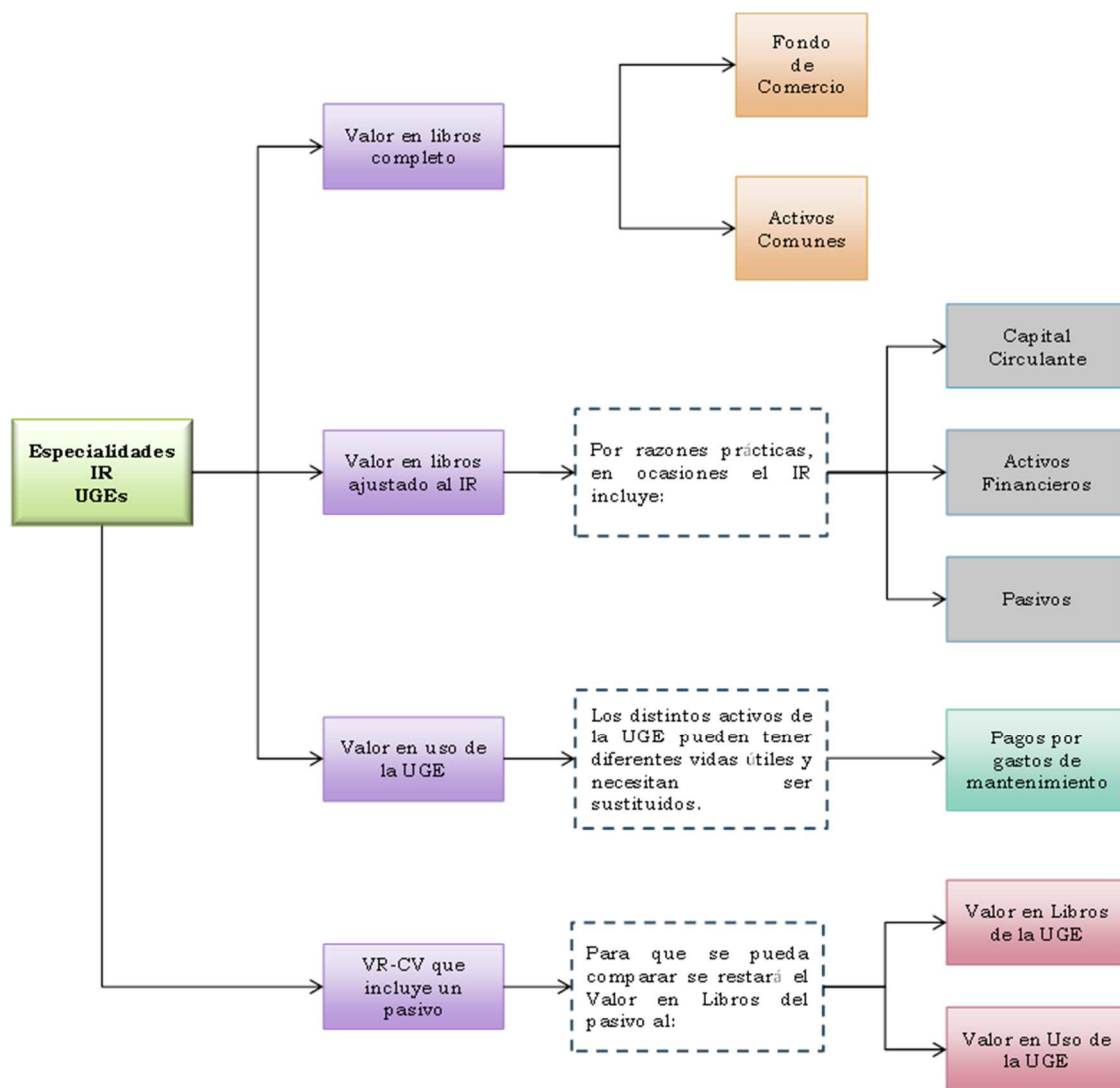 Fondo
de
Comercio
Valor en libros
completo
Activos
Comunes
Capital
Circulante
Especialidades
IR
UGEs
Valor en libros
ajustado al IR
Por razones prácticas,
en ocasiones el IR
incluye:
Activos
Financieros
Pasivos
Valor en uso de
la UGE
Los distintos activos de
la UGE pueden tener
diferentes vidas útiles y
necesitan ser
sustituidos.
Pagos por
gastos de
mantenimiento
VR-CV que
incluye un
pasivo
Para que se pueda
comparar se restará el
Valor en Libros del
pasivo al:
Valor en Libros
de la UGE
Valor en Uso de
la UGE